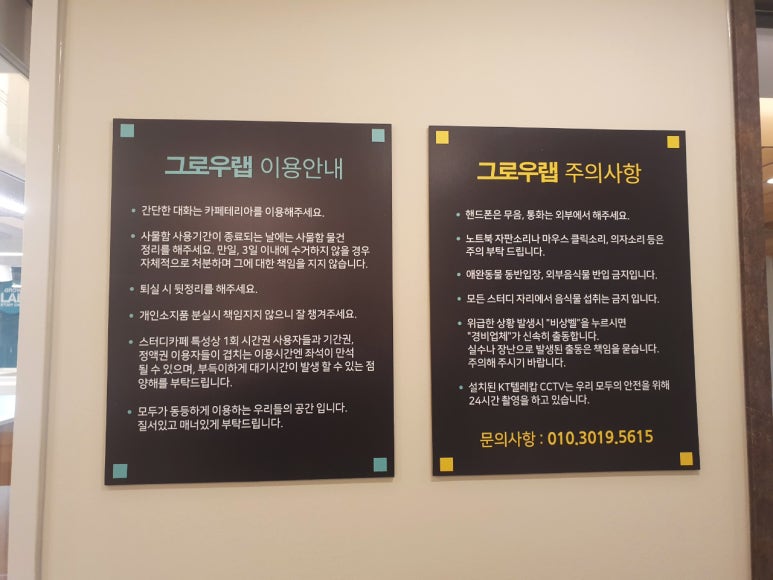 그로우랩 이용안내
• 간단한 대화는 카페테리아를 이용해주세요.
• 사물함 사용기간이 종료되는 날에는 사물함 물건
정리를 해주세요. 만일, 3일 이내에 수거하지 않을 경우
자체적으로 처분하며 그에 대한 책임을 지지 않습니다.
• 퇴실 시 뒷정리를 해주세요.
• 개인소지품 분실시 책임지지 않으니 잘 챙겨주세요.
• 스터디카페 특성상 1회 시간권 사용자들과 기간권,
정액권 이용자들이 겹치는 이용시간엔 좌석이 만석
될 수 있으며, 부득이하게 대기시간이 발생 할 수 있는 점
양해를 부탁드립니다.
• 모두가 동등하게 이용하는 우리들의 공간 입니다.
질서있고 매너있게 부탁드립니다.
그로우랩 주의사항
• 핸드폰은 무음, 통화는 외부에서 해주세요.
• 노트북 자판소리나 마우스 클릭소리, 의자소리 등은
주의 부탁 드립니다.
• 애완동물 동반입장, 외부음식물 반입 금지입니다.
• 모든 스터디 자리에서 음식물 섭취는 금지 입니다.
• 위급한 상황 발생시 "비상벨"을 누르시면
"경비업체"가 신속히 출동합니다.
실수나 장난으로 발생된 출동은 책임을 묻습니다.
주의해 주시기 바랍니다.
• 설치된 KT텔레캅 CCTV는 우리 모두의 안전을 위해
24시간 촬영을 하고 있습니다.
문의사항 : 010.3019.5615